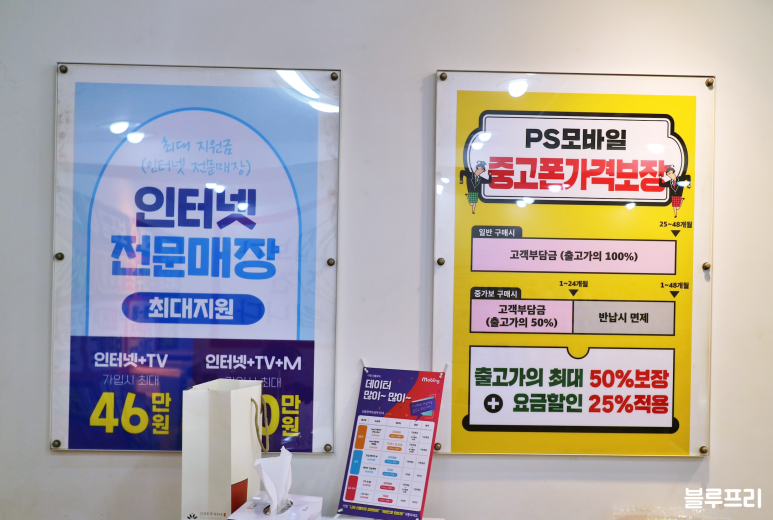 최대 지원금
(인터넷 전문매장)
인터넷
전문매장
최대지원
인터넷+TV
가입시 최대
46만
원
인터넷+TV+M
최대
0만
원
데이터
많이~ 많이~
Mobing
PS모바일
중고폰가격보장
25~48개월
일반 구매시
고객부담금 (출고가의 100%)
1~24개월
1~48개월
중가보 구매시
고객부담금
(출고가의 50%)
반납시 면제
출고가의 최대 50%보장
+ 요금할인 25%적용
블루프리